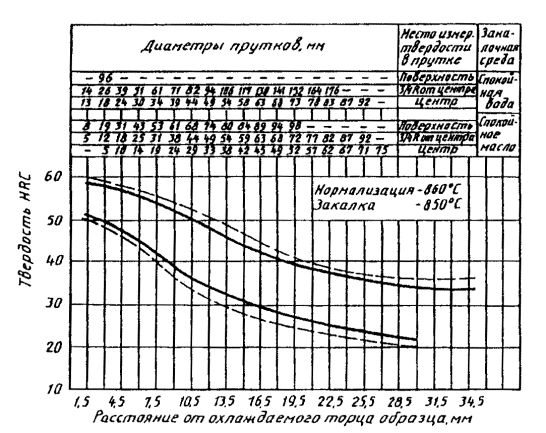 Диаметры прутков, мм
Место измер. твердости в прутке
Закалочная среда
– 96 – – – – – – – – – – – – – – – – Поверхность
14 26 39 51 61 71 82 94 106 117 130 141 152 164 176 – – 3/4R от центра
13 18 24 30 34 39 44 49 54 58 63 68 73 78 83 87 92 – Центр
Спокойная вода
8 19 31 43 53 61 68 74 80 84 89 94 98 – – – – – Поверхность
5 12 18 25 31 38 44 49 54 59 63 68 72 77 82 87 92 – 3/4R от центра
– 5 10 14 19 24 29 33 38 42 45 49 52 57 62 67 71 75 Центр
Спокойное масло
Твердость HRC
60
50
40
30
20
10
Нормализация - 860°С
Закалка - 850°С
1,5 4,5 7,5 10,5 13,5 16,5 19,5 22,5 25,5 28,5 31,5 34,5
Расстояние от охлаждаемого торца образца, мм